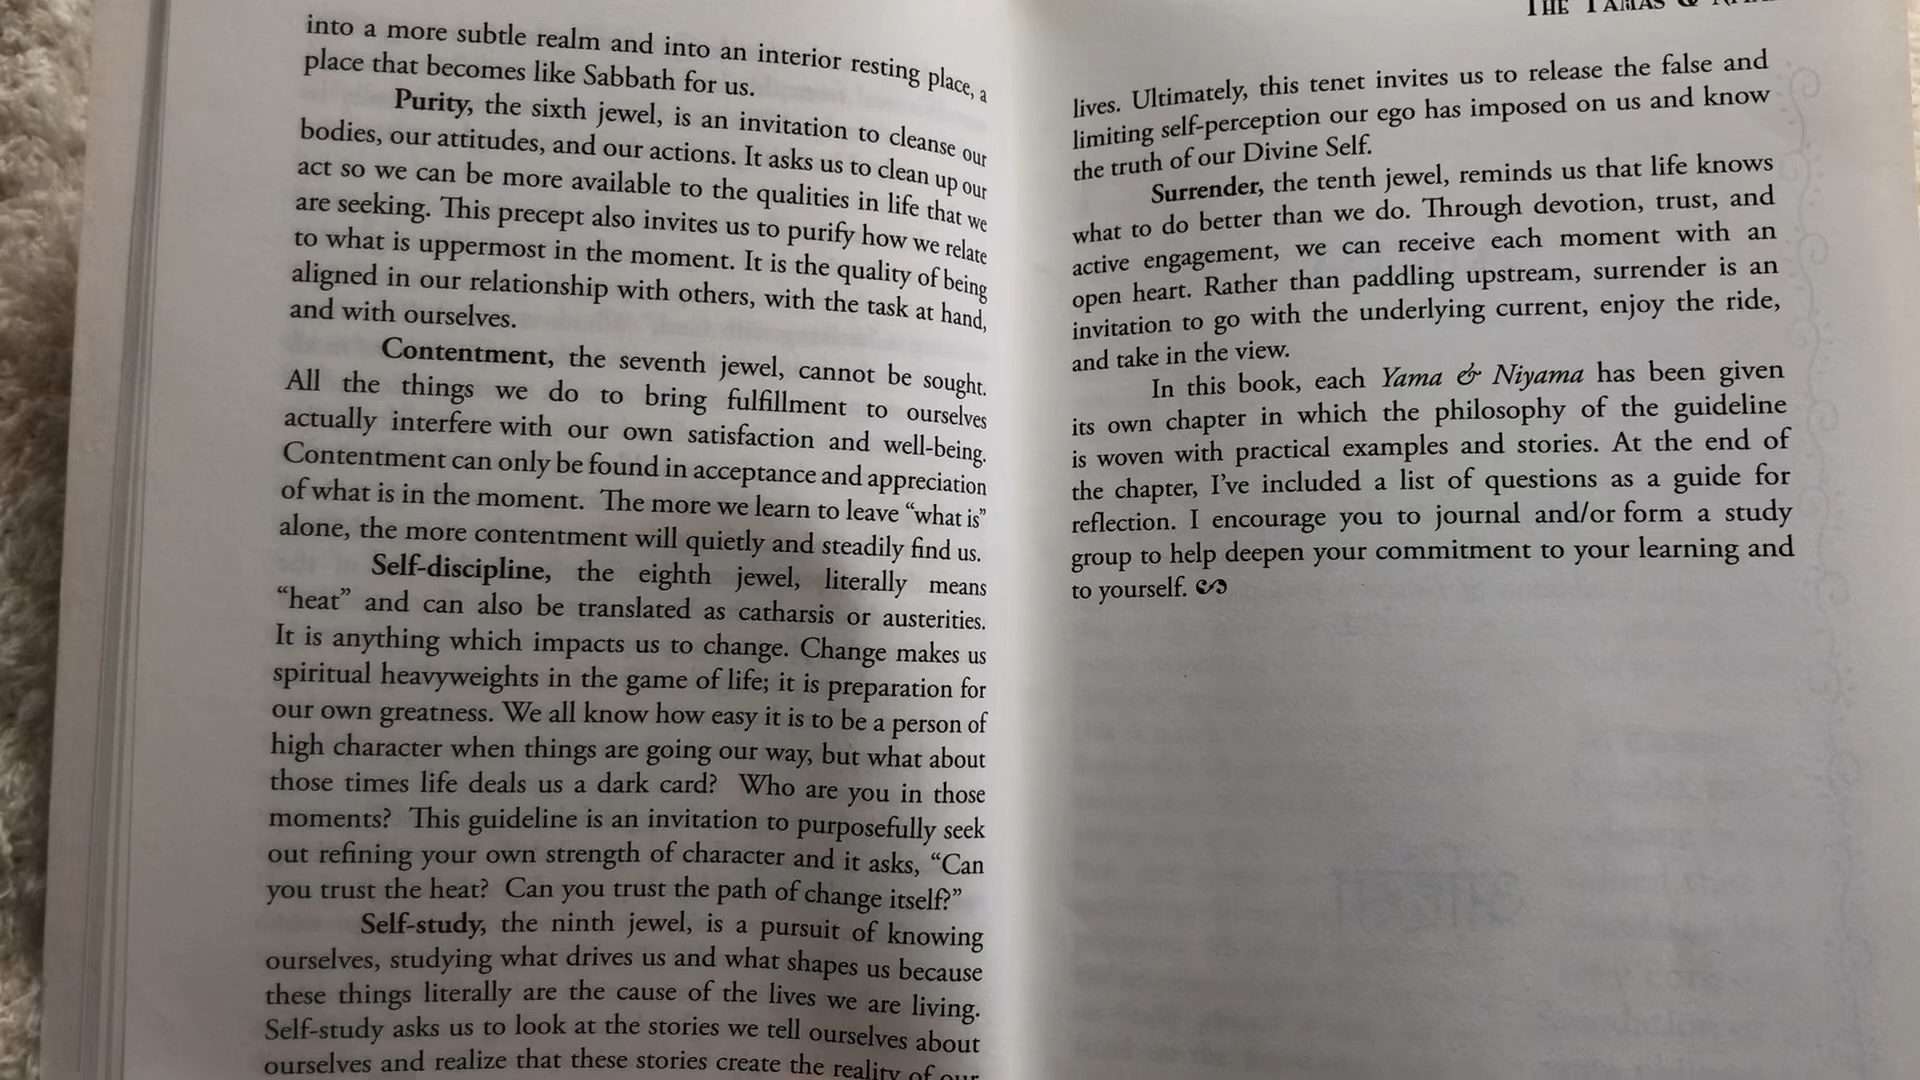 into a more subtle realm and into an interior resting place, a
place that becomes like Sabbath for us.
Purity, the sixth jewel, is an invitation to cleanse our
bodies, our attitudes, and our actions. It asks us to clean up our
act so we can be more available to the qualities in life that we
are seeking. This precept also invites us to purify how we relate
to what is uppermost in the moment. It is the quality of being
aligned in our relationship with others, with the task at hand,
and with ourselves.
Contentment, the seventh jewel, cannot be sought.
All the things we do to bring fulfillment to ourselves
actually interfere with our own satisfaction and well-being.
Contentment can only be found in acceptance and appreciation
of what is in the moment. The more we learn to leave “what is”
alone, the more contentment will quietly and steadily find us.
Self-discipline, the eighth jewel, literally means
“heat” and can also be translated as catharsis or austerities.
It is anything which impacts us to change. Change makes us
spiritual heavyweights in the game of life; it is preparation for
our own greatness. We all know how easy it is to be a person of
high character when things are going our way, but what about
those times life deals us a dark card? Who are you in those
moments? This guideline is an invitation to purposefully seek
out refining your own strength of character and it asks, “Can
you trust the heat? Can you trust the path of change itself?”
Self-study, the ninth jewel, is a pursuit of knowing
ourselves, studying what drives us and what shapes us because
these things literally are the cause of the lives we are living.
Self-study asks us to look at the stories we tell ourselves about
ourselves and realize that these stories create the reality of our
The Yamas &
lives. Ultimately, this tenet invites us to release the false and
limiting self-perception our ego has imposed on us and know
the truth of our Divine Self.
Surrender, the tenth jewel, reminds us that life knows
what to do better than we do. Through devotion, trust, and
active engagement, we can receive each moment with an
open heart. Rather than paddling upstream, surrender is an
invitation to go with the underlying current, enjoy the ride,
and take in the view.
In this book, each Yama & Niyama has been given
its own chapter in which the philosophy of the guideline
is woven with practical examples and stories. At the end of
the chapter, I’ve included a list of questions as a guide for
reflection. I encourage you to journal and/or form a study
group to help deepen your commitment to your learning and
to yourself.